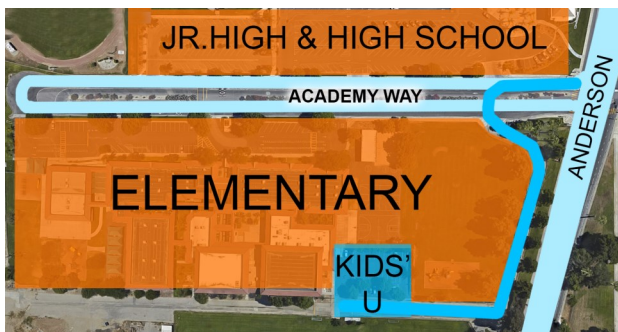 JR.HIGH & HIGH SCHOOL
ACADEMY WAY
ANDERSON
ELEMENTARY
KIDS'
U